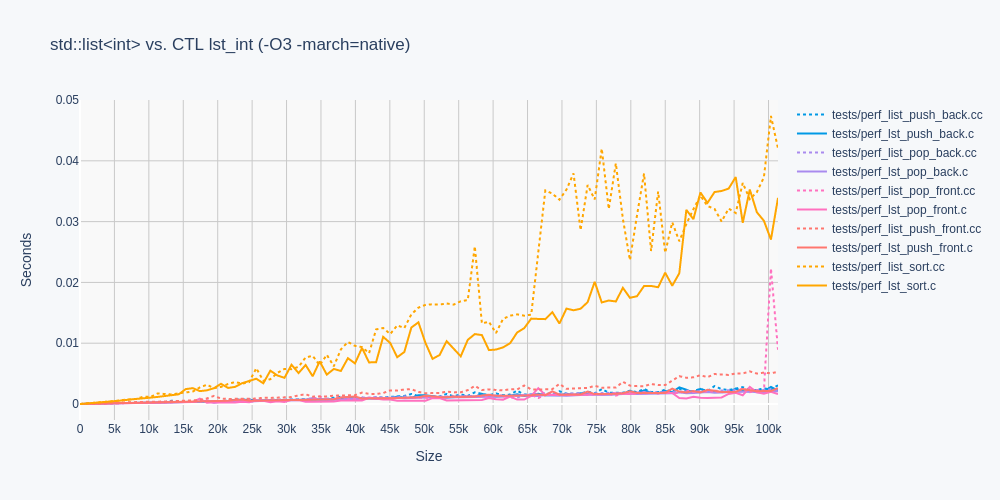 std::list<int> vs. CTL lst_int (-O3 -march=native)
0.05
0.04
0.03
0.02
0.01
0
Seconds
0 5k 10k 15k 20k 25k 30k 35k 40k 45k 50k 55k 60k 65k 70k 75k 80k 85k 90k 95k 100k
Size
tests/perf_list_push_back.cc
tests/perf_lst_push_back.c
tests/perf_list_pop_back.cc
tests/perf_lst_pop_back.c
tests/perf_list_pop_front.cc
tests/perf_lst_pop_front.c
tests/perf_list_push_front.cc
tests/perf_lst_push_front.c
tests/perf_list_sort.cc
tests/perf_lst_sort.c